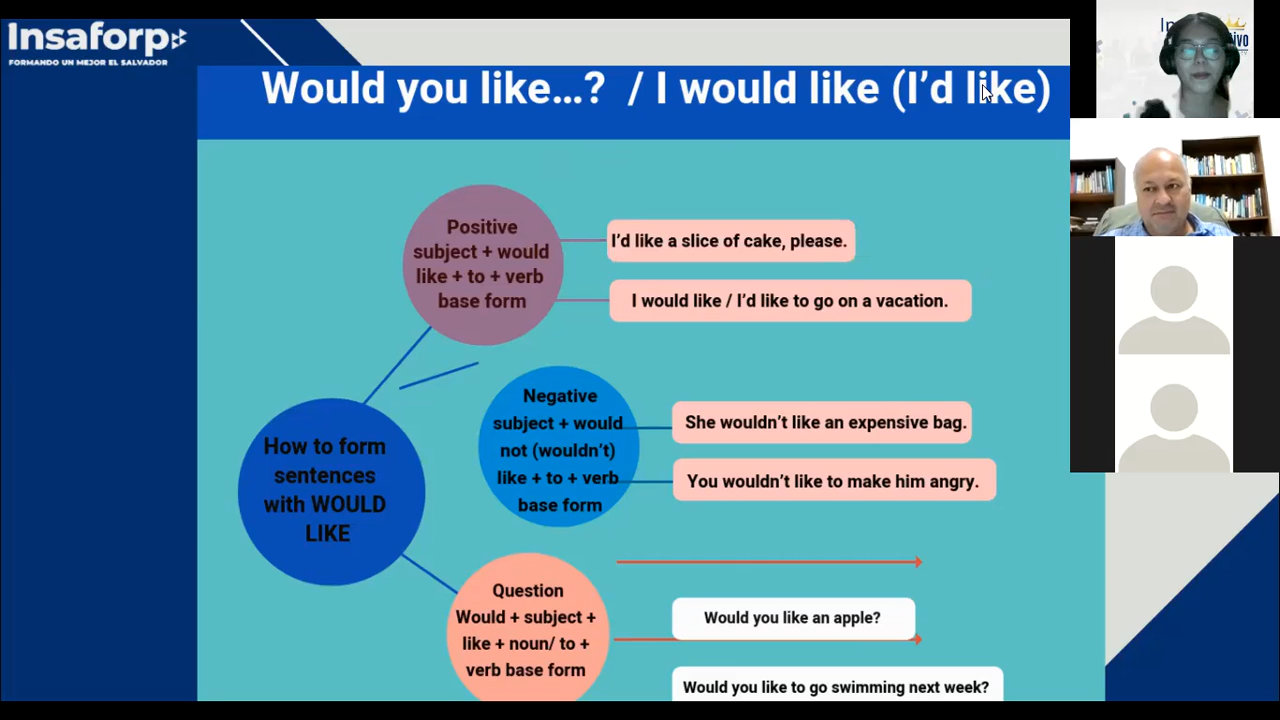 Insaforp
FORMANDO UN MEJOR EL SALVADOR
Would you like...? / I would like (I'd like)
Positive
subject + would
like + to + verb
base form
I'd like a slice of cake, please.
I would like / I'd like to go on a vacation.
Negative
subject + would
not (wouldn't)
like + to + verb
base form
She wouldn't like an expensive bag.
You wouldn't like to make him angry.
How to form
sentences
with WOULD
LIKE
Question
Would + subject +
like + noun/ to +
verb base form
Would you like an apple?
Would you like to go swimming next week?